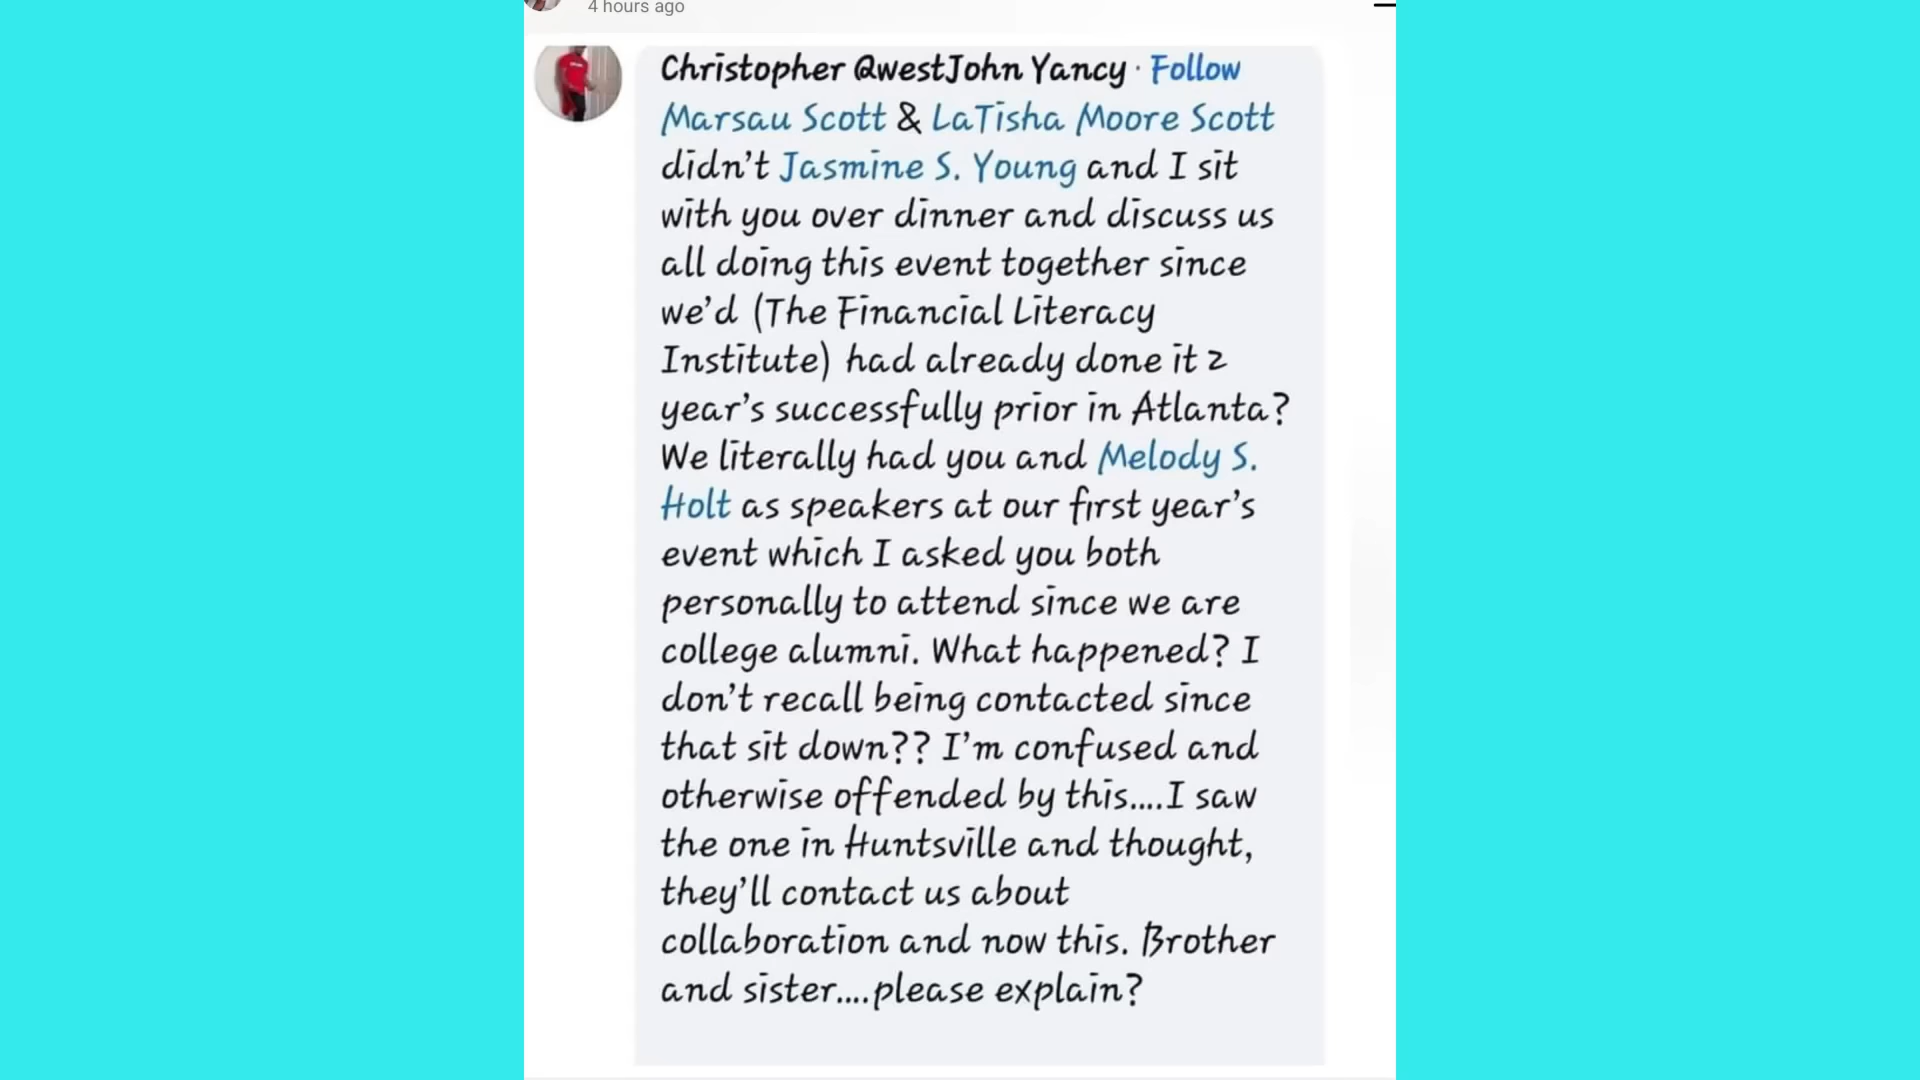 4 hours ago
Christopher QwestJohn Yancy · Follow
Marsau Scott & LaTisha Moore Scott
didn't Jasmine S. Young and I sit
with you over dinner and discuss us
all doing this event together since
we'd (The Financial Literacy
Institute) had already done it 2
year's successfully prior in Atlanta?
We literally had you and Melody S.
Holt as speakers at our first year's
event which I asked you both
personally to attend since we are
college alumni. What happened? I
don't recall being contacted since
that sit down?? I'm confused and
otherwise offended by this....I saw
the one in Huntsville and thought,
they'll contact us about
collaboration and now this. Brother
and sister....please explain?